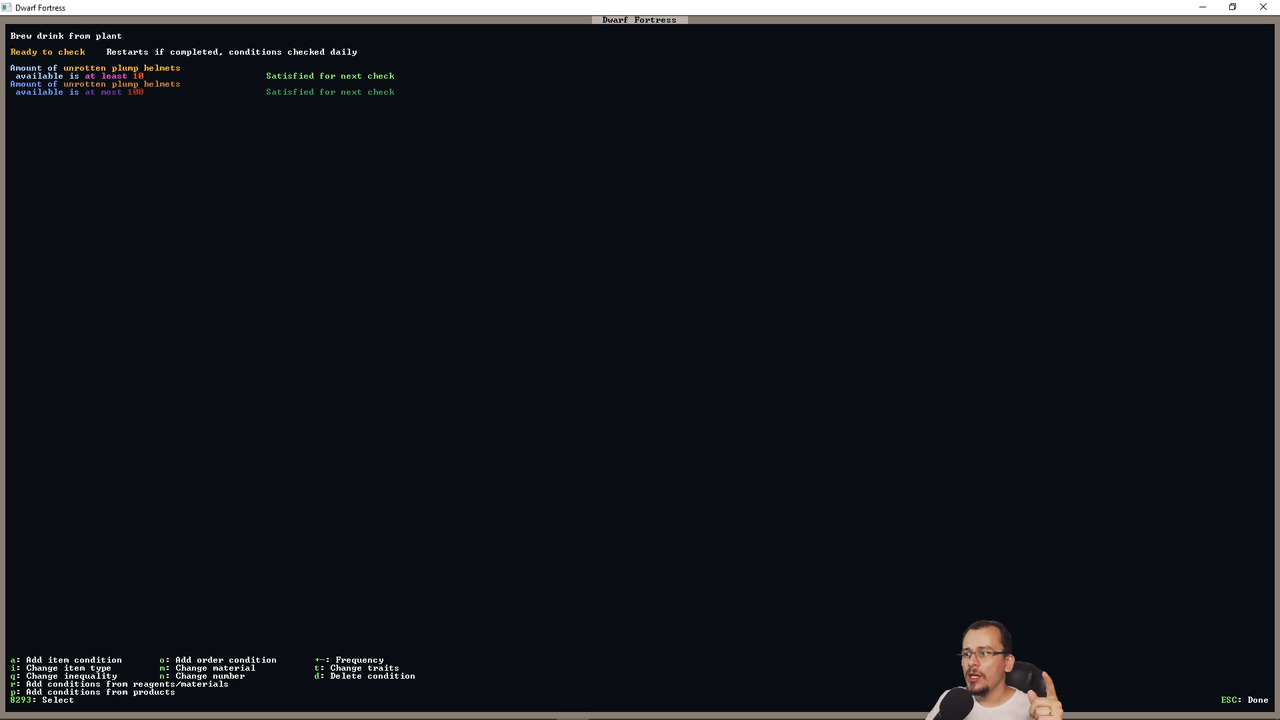 Dwarf Fortress
Dwarf Fortress
Brew drink from plant
Ready to check Restarts if completed, conditions checked daily
Amount of unrotten plump helmets
available is at least 10 Satisfied for next check
Amount of unrotten plump helmets
available is at most 100 Satisfied for next check
a: Add item condition o: Add order condition +-: Frequency
i: Change item type m: Change material t: Change traits
q: Change inequality n: Change number d: Delete condition
r: Add conditions from reagents/materials
p: Add conditions from products
8293: Select ESC: Done